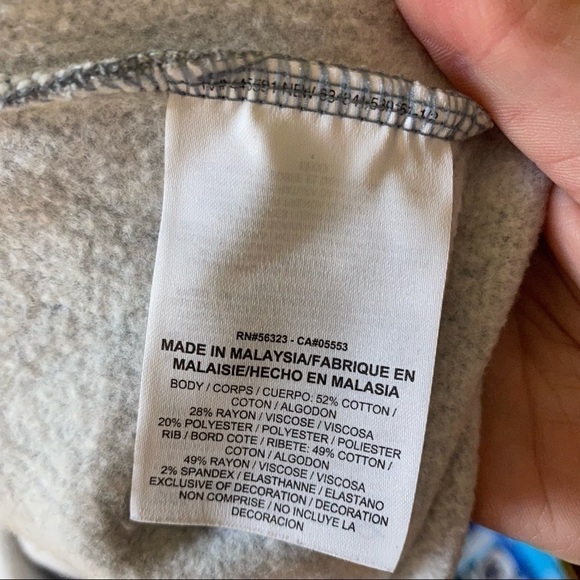 RN#56323 - CA#05553
MADE IN MALAYSIA/FABRIQUE EN
MALAISIE/HECHO EN MALASIA
BODY / CORPS / CUERPO: 52% COTTON /
COTON / ALGODON
28% RAYON / VISCOSE / VISCOSA
20% POLYESTER / POLYESTER / POLIESTER
RIB / BORD COTE / RIBETE: 49% COTTON /
COTON / ALGODON
49% RAYON / VISCOSE / VISCOSA
2% SPANDEX / ELASTHANNE / ELASTANO
EXCLUSIVE OF DECORATION / DECORATION
NON COMPRISE / NO INCLUYE LA
DECORACION